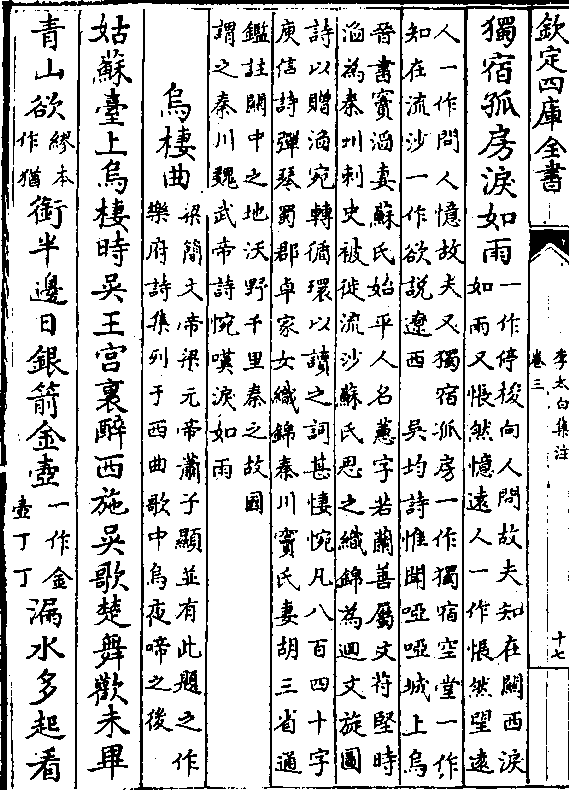 欽定四庫全書
李太白集注
卷三
十七
獨宿孤房淚如雨
一作停梭向人問故夫知在關西淚
如雨又悵然憶遠人一作悵然望遠
人一作問人憶故夫又獨宿孤房一作獨宿空堂一作
知在流沙一作欲說遼西 吳均詩惟聞啞啞城上烏
晉書竇滔妻蘇氏始平人名蕙字若蘭善屬文苻堅時
滔為秦州刺史被徙流沙蘇氏思之織錦為迴文旋圖
詩以贈滔宛轉循環以讀之詞甚悽惋凡八百四十字
庾信詩彈琴蜀郡卓家女織錦秦川竇氏妻胡三省通
鑑註關中之地沃野千里秦之故國
謂之秦川魏武帝詩惋嘆淚如雨
烏棲曲
梁簡文帝梁元帝蕭子顯並有此題之作
樂府詩集列于西曲歌中烏夜啼之後
姑蘇臺上烏棲時吳王宮裏醉西施吳歌楚舞歡未畢
青山欲
繆本
作猶
銜半邊日銀箭金壺
一作金
壺丁丁
漏水多起看